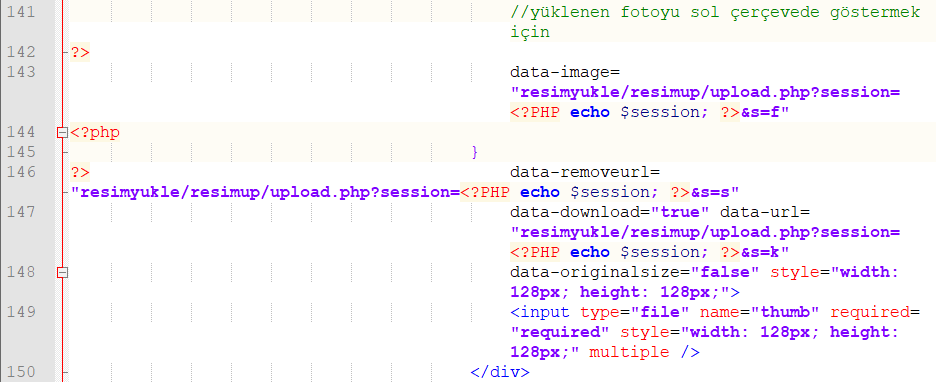 141 //yüklenen fotoyu sol çerçevede göstermek
için
142 ?>
143 data-image=
"resimyukle/resimup/upload.php?session=
<?PHP echo $session; ?>&s=f"
144 <?php
145 }
146 ?> data-removeurl=
"resimyukle/resimup/upload.php?session=<?PHP echo $session; ?>&s=s"
147 data-download="true" data-url=
"resimyukle/resimup/upload.php?session=
<?PHP echo $session; ?>&s=k"
148 data-originalsize="false" style="width:
128px; height: 128px;">
149 <input type="file" name="thumb" required=
"required" style="width: 128px; height:
128px;" multiple />
150 </div>